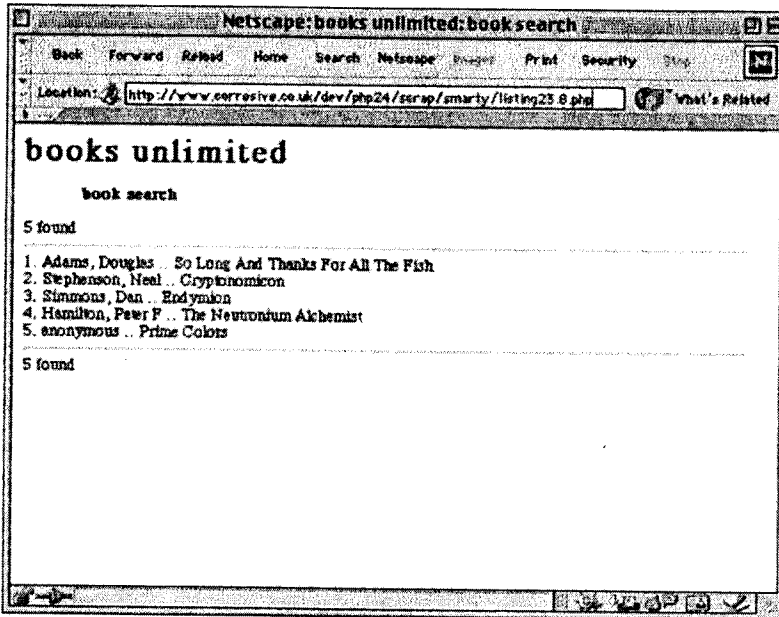 Netscape: books unlimited: book search
Back Forward Reload Home Search Netscape Images Print Security Stop
Location: http://www.corrosive.co.uk/dev/php24/scrap/smarty/listing23.8.php What's Related
books unlimited
book search
5 found
1. Adams, Douglas .. So Long And Thanks For All The Fish
2. Stephenson, Neal .. Cryptonomicon
3. Simmons, Dan .. Endymion
4. Hamilton, Peter F .. The Neutronium Alchemist
5. anonymous .. Prime Colors
5 found